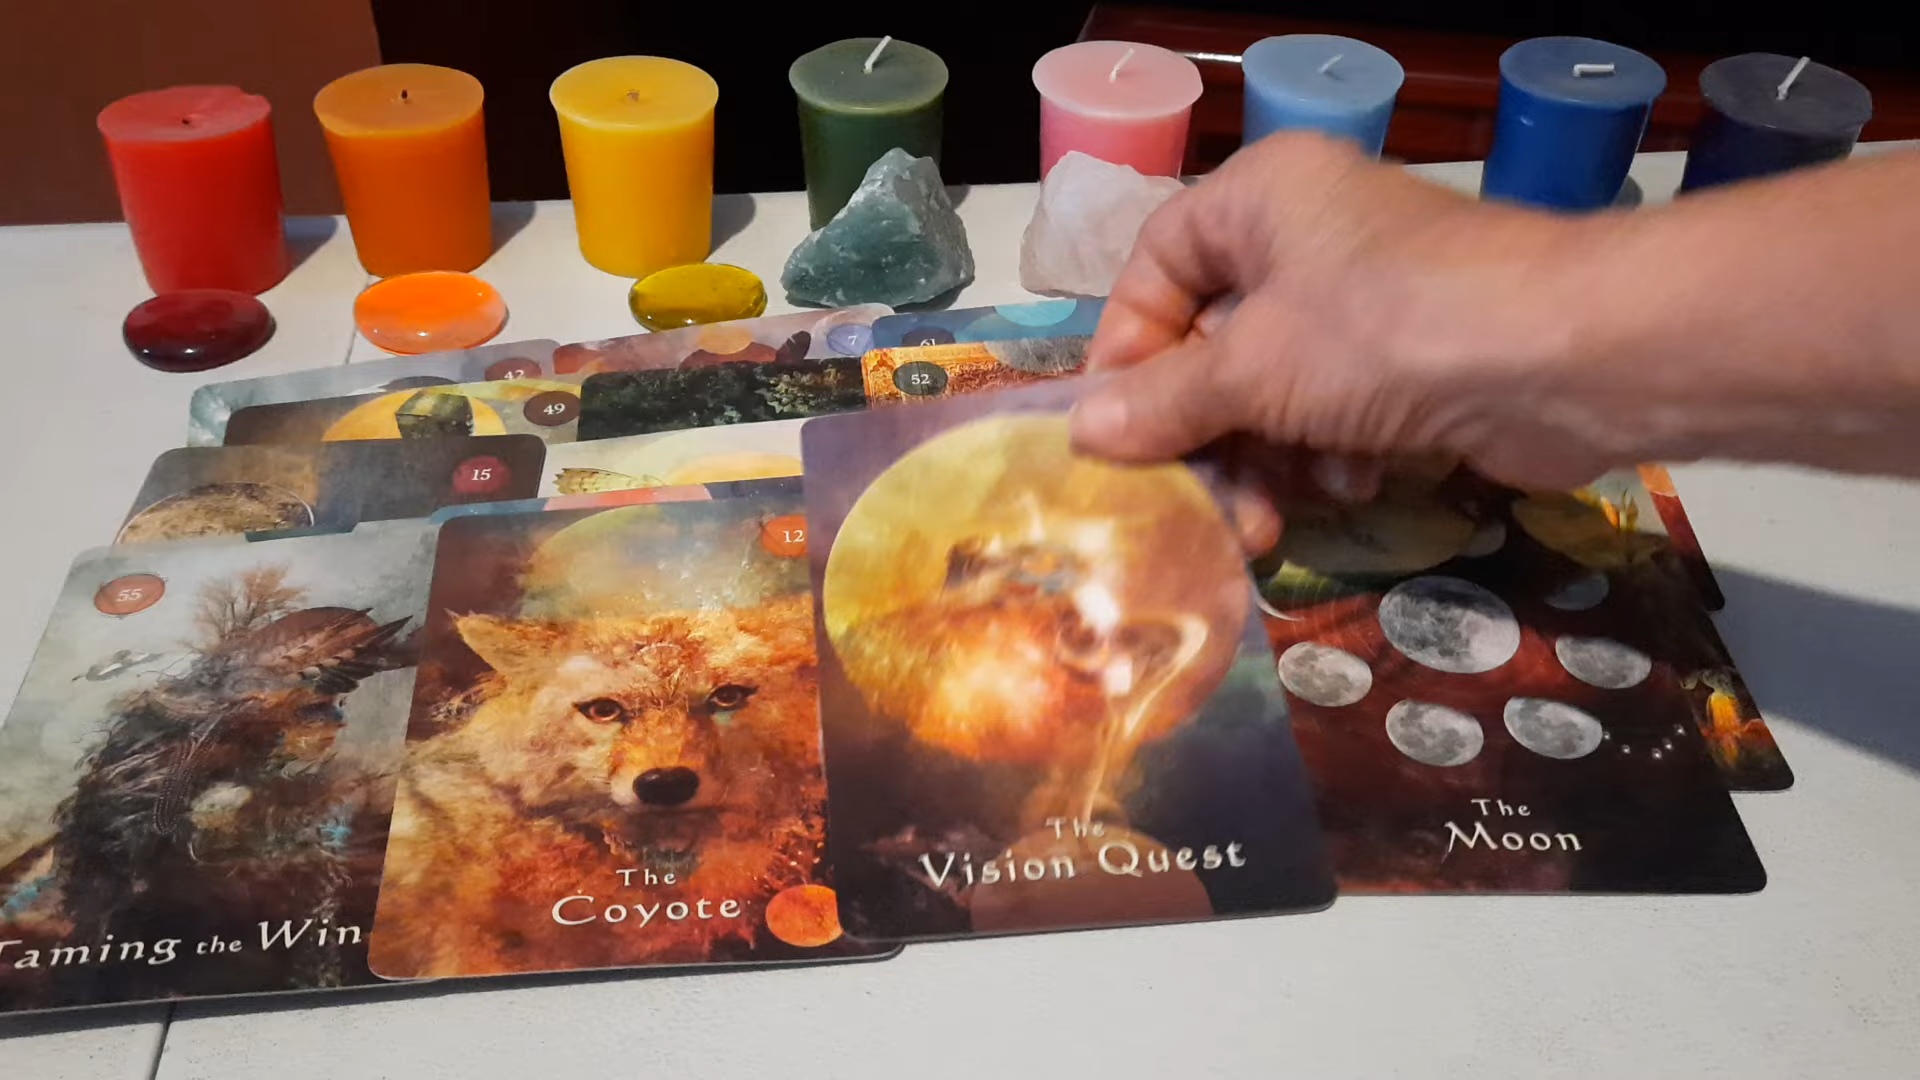 7
61
42
52
49
15
12
55
The
Vision Quest
The
Moon
The
Coyote
Taming the Win